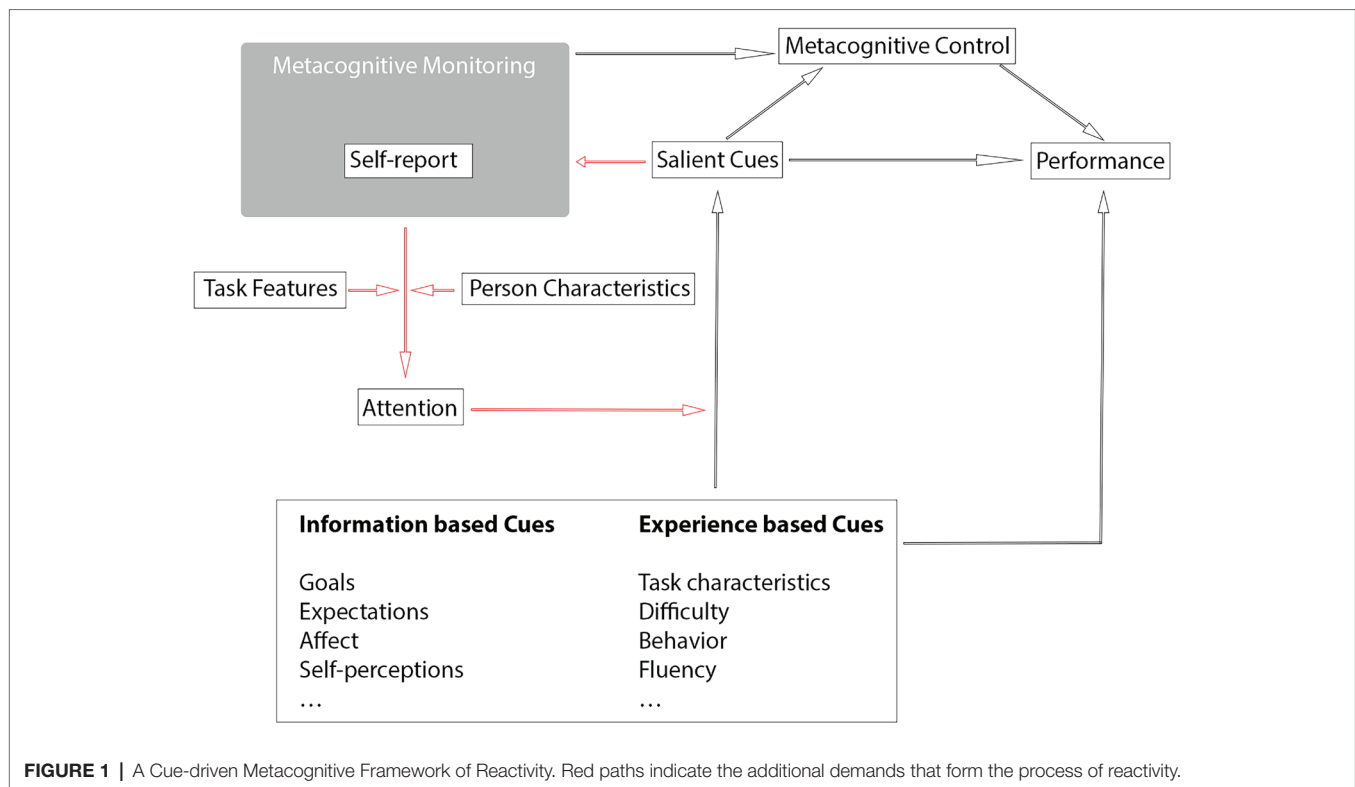 Metacognitive Monitoring
Metacognitive Control
Self-report
Salient Cues
Performance
Task Features
Person Characteristics
Attention
Information based Cues
Goals
Expectations
Affect
Self-perceptions
…
Experience based Cues
Task characteristics
Difficulty
Behavior
Fluency
…
FIGURE 1 | A Cue-driven Metacognitive Framework of Reactivity. Red paths indicate the additional demands that form the process of reactivity.